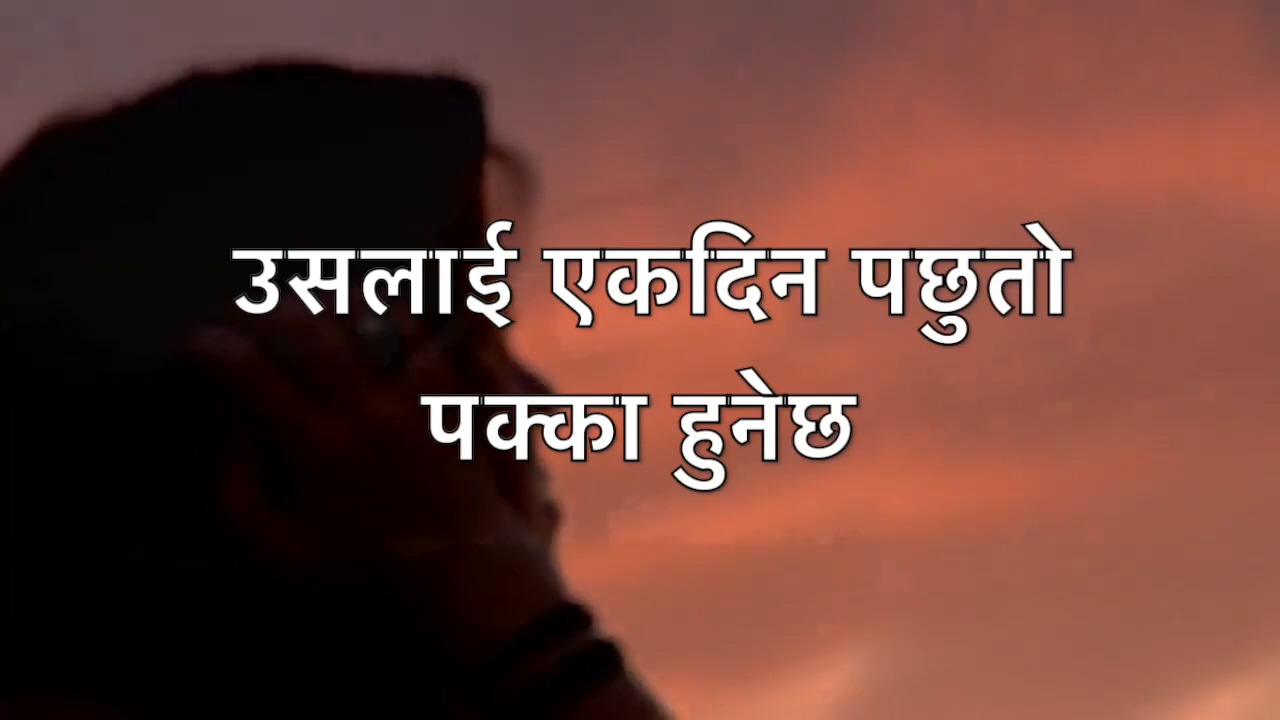 उसलाई एकदिन पछुतो
पक्का हुनेछ